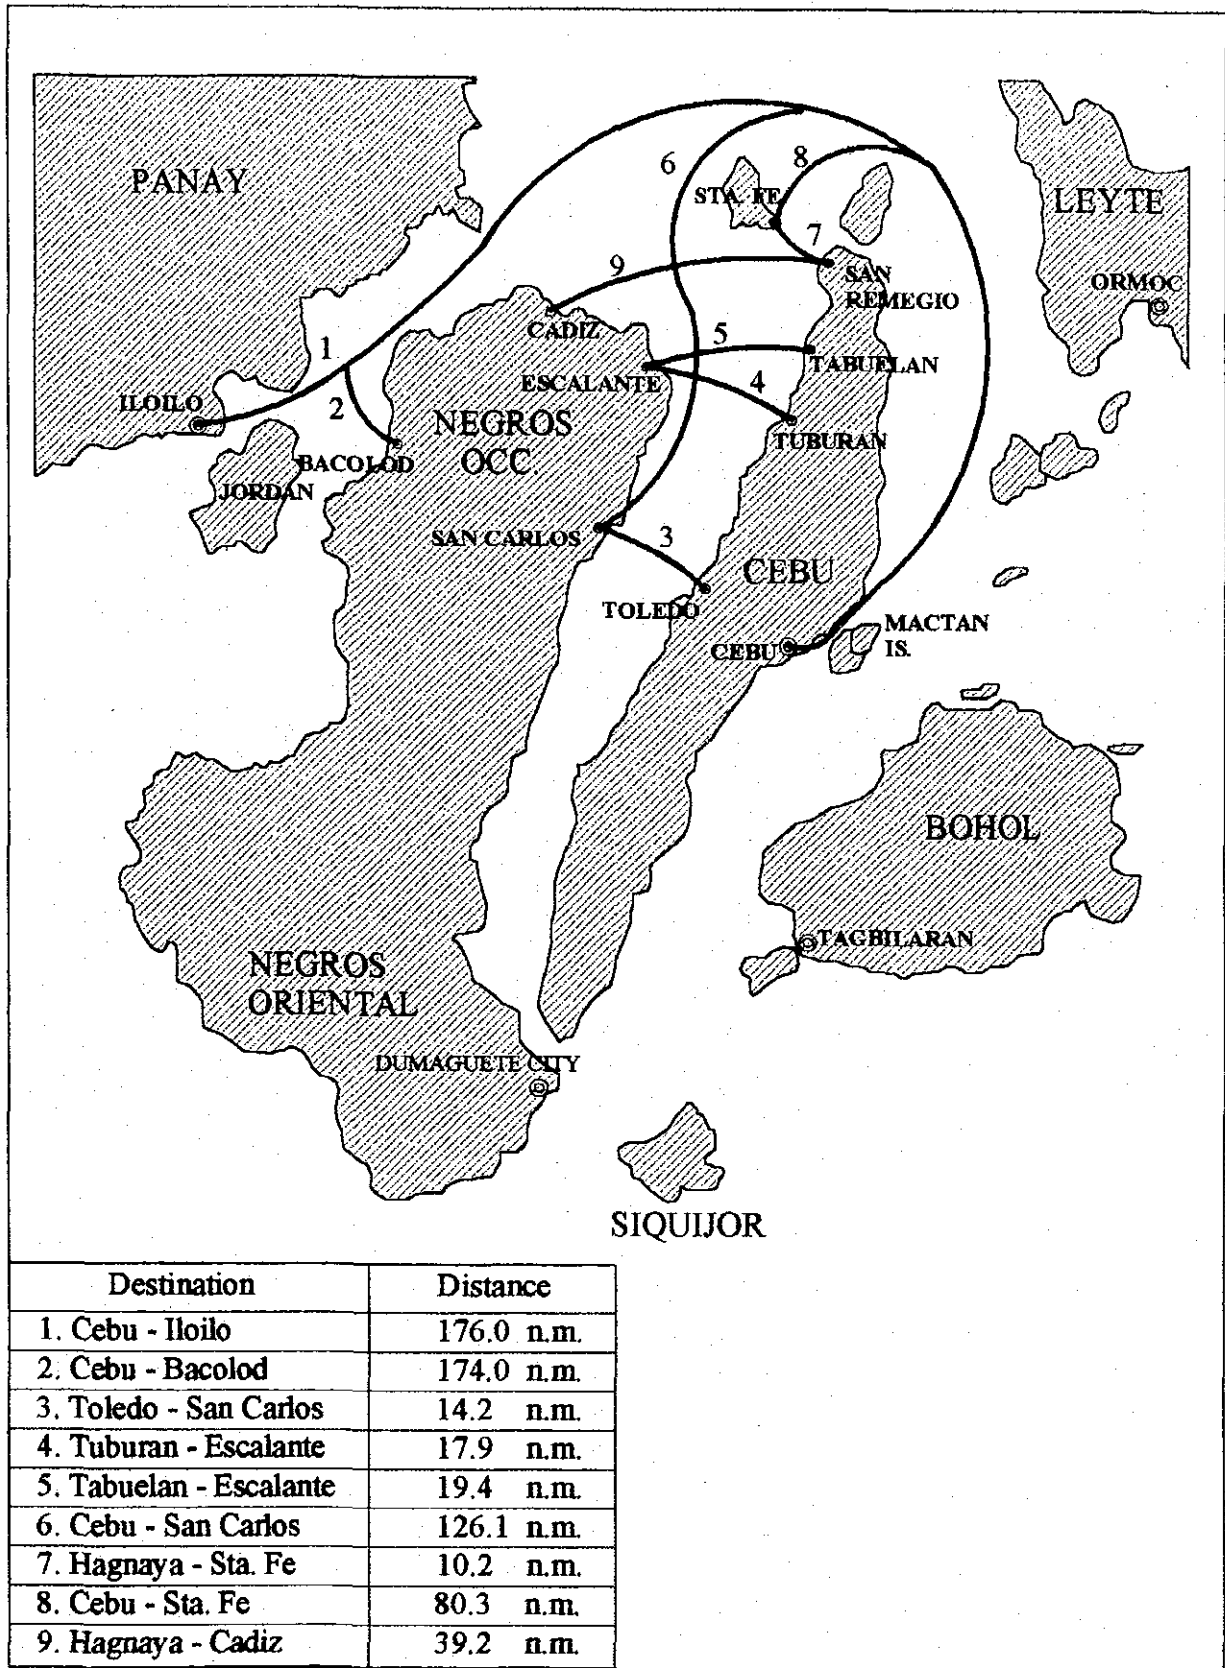 PANAY
6
8
STA. FE
LEYTE
7
9
SAN
REMEGIO
ORMOC
CADIZ
5
1
TABUELAN
ESCALANTE
4
ILOILO
2
NEGROS
OCC.
TUBURAN
BACOLOD
JORDAN
SAN CARLOS
3
CEBU
TOLEDO
MACTAN
IS.
CEBU
BOHOL
TAGBILARAN
NEGROS
ORIENTAL
DUMAGUETE CITY
SIQUIJOR
Destination Distance
1. Cebu - Iloilo 176.0 n.m.
2. Cebu - Bacolod 174.0 n.m.
3. Toledo - San Carlos 14.2 n.m.
4. Tuburan - Escalante 17.9 n.m.
5. Tabuelan - Escalante 19.4 n.m.
6. Cebu - San Carlos 126.1 n.m.
7. Hagnaya - Sta. Fe 10.2 n.m.
8. Cebu - Sta. Fe 80.3 n.m.
9. Hagnaya - Cadiz 39.2 n.m.